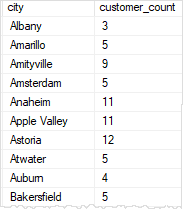 city customer_count
Albany 3
Amarillo 5
Amityville 9
Amsterdam 5
Anaheim 11
Apple Valley 11
Astoria 12
Atwater 5
Auburn 4
Bakersfield 5